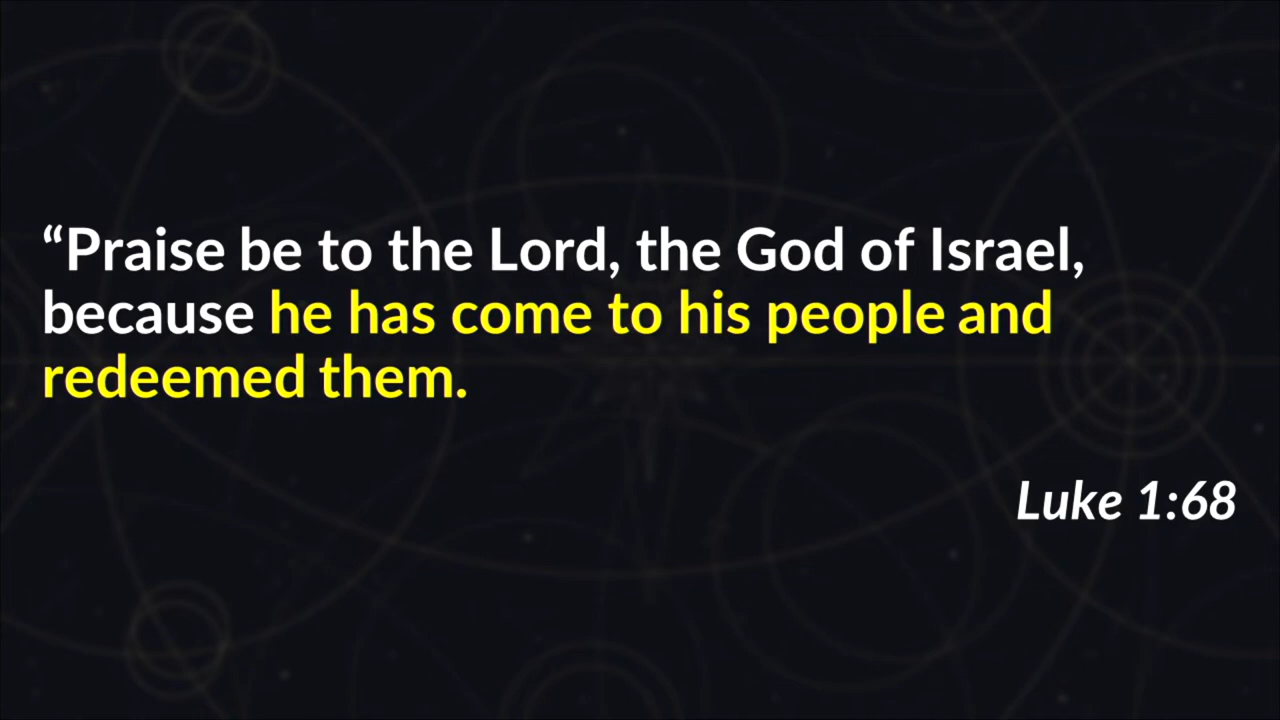 “Praise be to the Lord, the God of Israel,
because he has come to his people and
redeemed them.
Luke 1:68